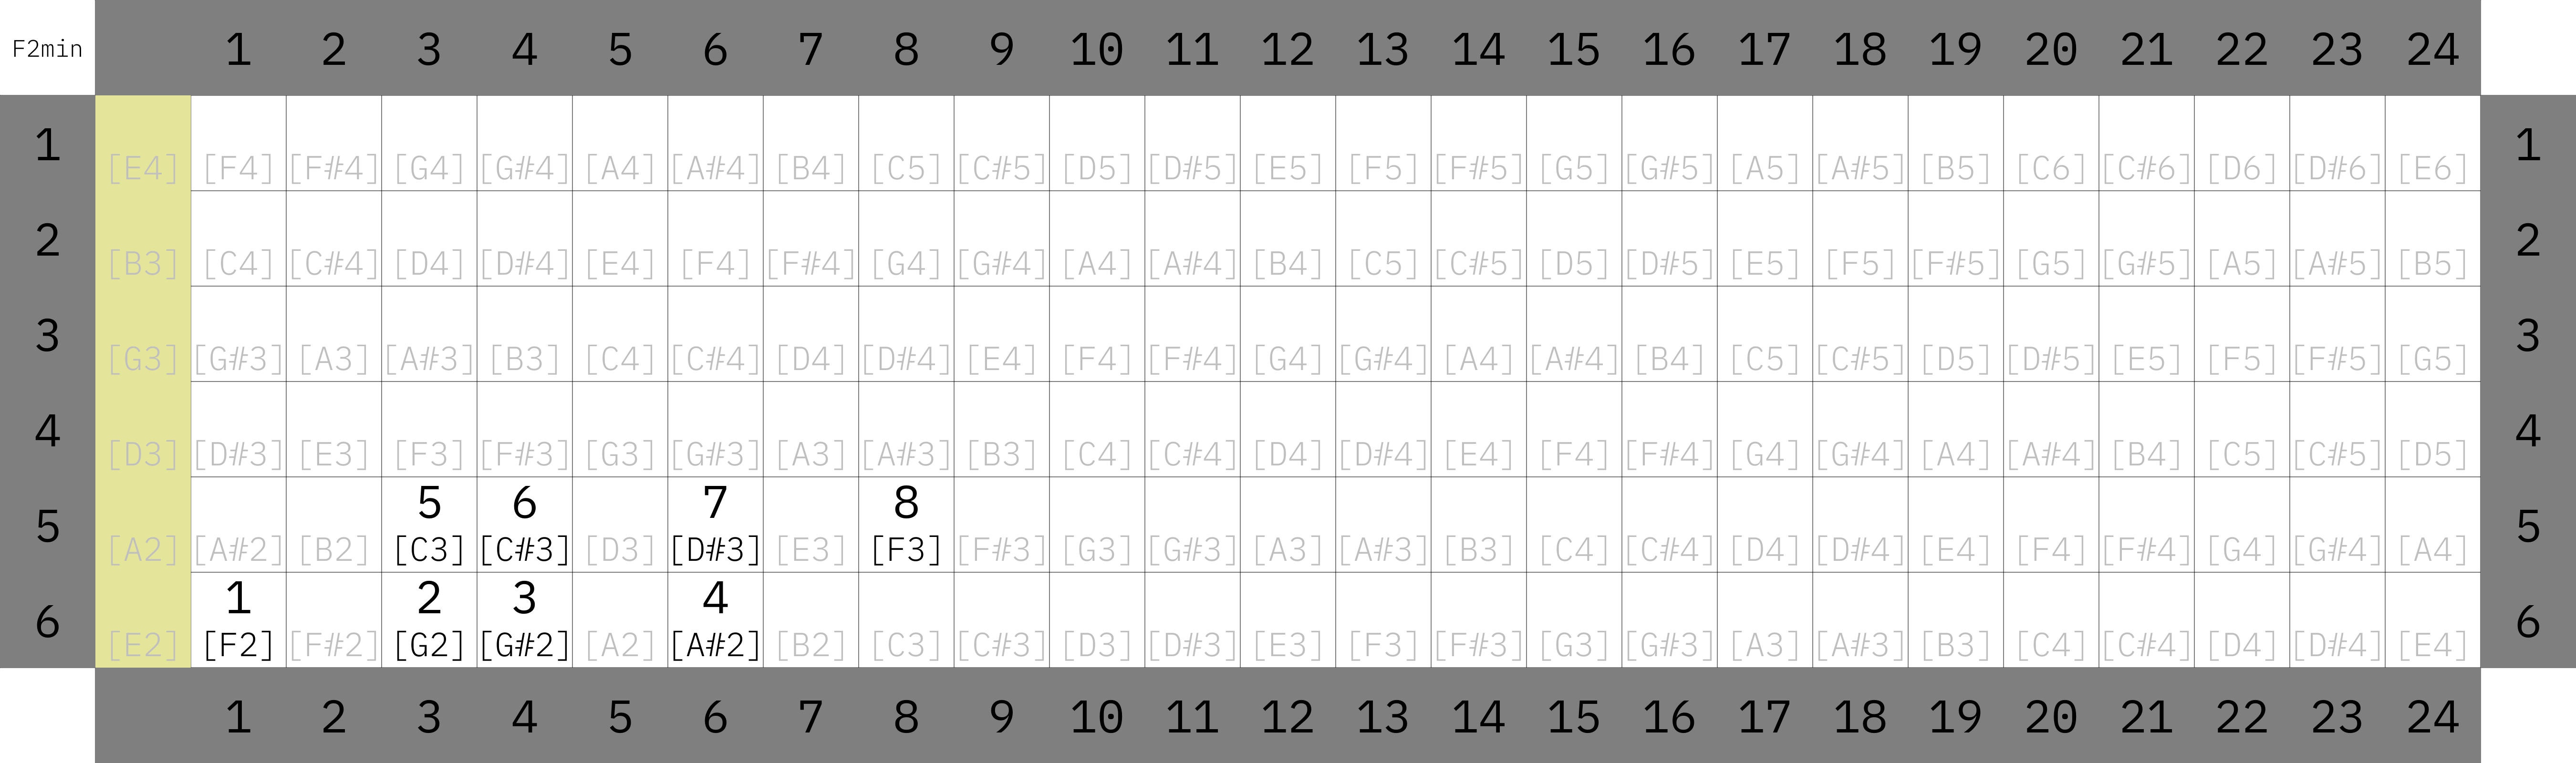 F2min 1 2 3 4 5 6 7 8 9 10 11 12 13 14 15 16 17 18 19 20 21 22 23 24
1 [E4] [F4] [F#4] [G4] [G#4] [A4] [A#4] [B4] [C5] [C#5] [D5] [D#5] [E5] [F5] [F#5] [G5] [G#5] [A5] [A#5] [B5] [C6] [C#6] [D6] [D#6] [E6] 1
2 [B3] [C4] [C#4] [D4] [D#4] [E4] [F4] [F#4] [G4] [G#4] [A4] [A#4] [B4] [C5] [C#5] [D5] [D#5] [E5] [F5] [F#5] [G5] [G#5] [A5] [A#5] [B5] 2
3 [G3] [G#3] [A3] [A#3] [B3] [C4] [C#4] [D4] [D#4] [E4] [F4] [F#4] [G4] [G#4] [A4] [A#4] [B4] [C5] [C#5] [D5] [D#5] [E5] [F5] [F#5] [G5] 3
4 [D3] [D#3] [E3] [F3] [F#3] [G3] [G#3] [A3] [A#3] [B3] [C4] [C#4] [D4] [D#4] [E4] [F4] [F#4] [G4] [G#4] [A4] [A#4] [B4] [C5] [C#5] [D5] 4
5 6 7 8
5 [A2] [A#2] [B2] [C3] [C#3] [D3] [D#3] [E3] [F3] [F#3] [G3] [G#3] [A3] [A#3] [B3] [C4] [C#4] [D4] [D#4] [E4] [F4] [F#4] [G4] [G#4] [A4] 5
1 2 3 4
6 [E2] [F2] [F#2] [G2] [G#2] [A2] [A#2] [B2] [C3] [C#3] [D3] [D#3] [E3] [F3] [F#3] [G3] [G#3] [A3] [A#3] [B3] [C4] [C#4] [D4] [D#4] [E4] 6
1 2 3 4 5 6 7 8 9 10 11 12 13 14 15 16 17 18 19 20 21 22 23 24